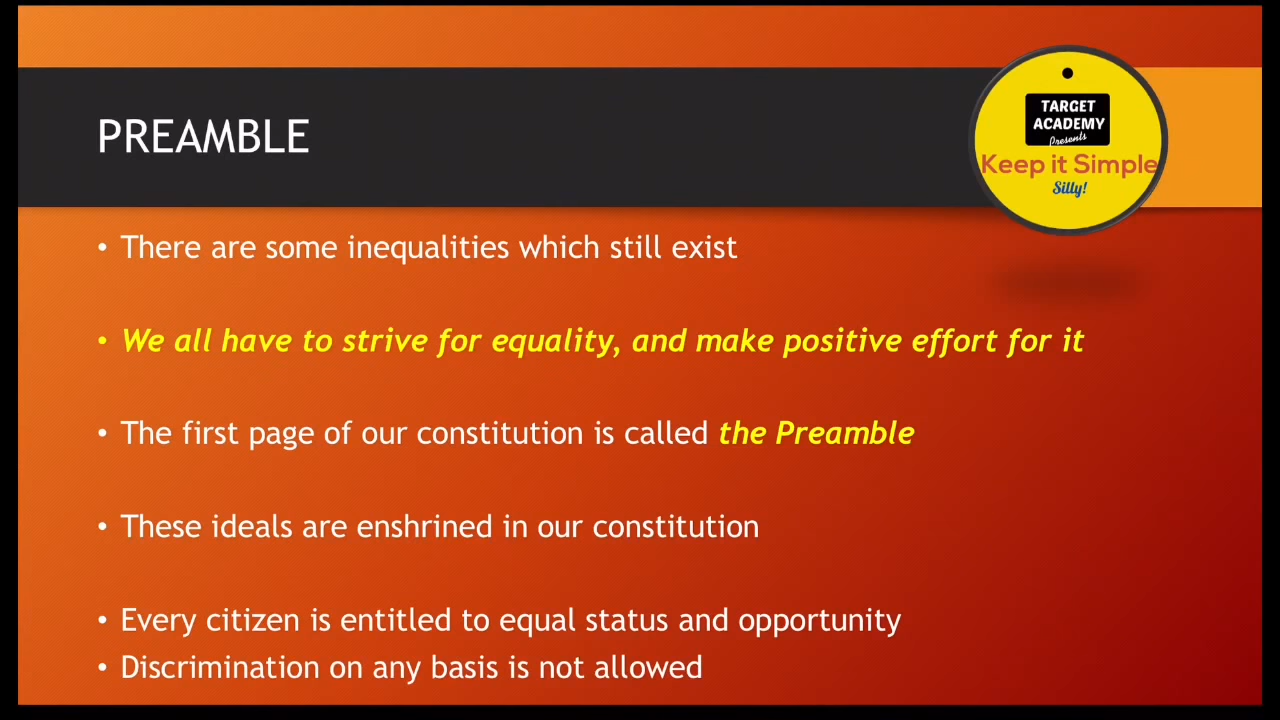 PREAMBLE
TARGET
ACADEMY
Presents
Keep it Simple
Silly!
• There are some inequalities which still exist
• We all have to strive for equality, and make positive effort for it
• The first page of our constitution is called the Preamble
• These ideals are enshrined in our constitution
• Every citizen is entitled to equal status and opportunity
• Discrimination on any basis is not allowed